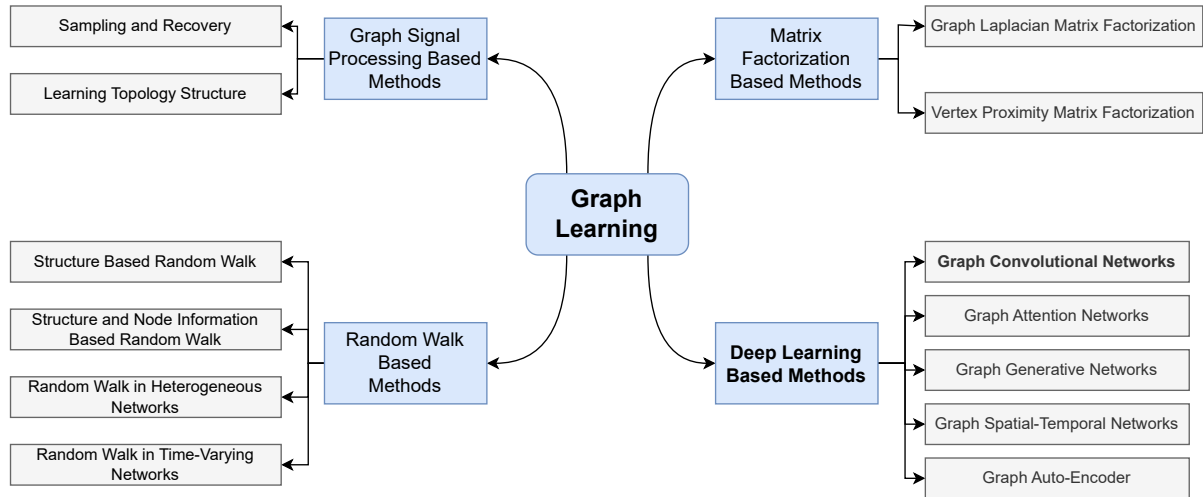 Sampling and Recovery
Learning Topology Structure
Graph Signal
Processing Based
Methods
Matrix
Factorization
Based Methods
Graph Laplacian Matrix Factorization
Vertex Proximity Matrix Factorization
Graph
Learning
Structure Based Random Walk
Structure and Node Information
Based Random Walk
Random Walk in Heterogeneous
Networks
Random Walk in Time-Varying
Networks
Random Walk
Based
Methods
Deep Learning
Based Methods
Graph Convolutional Networks
Graph Attention Networks
Graph Generative Networks
Graph Spatial-Temporal Networks
Graph Auto-Encoder